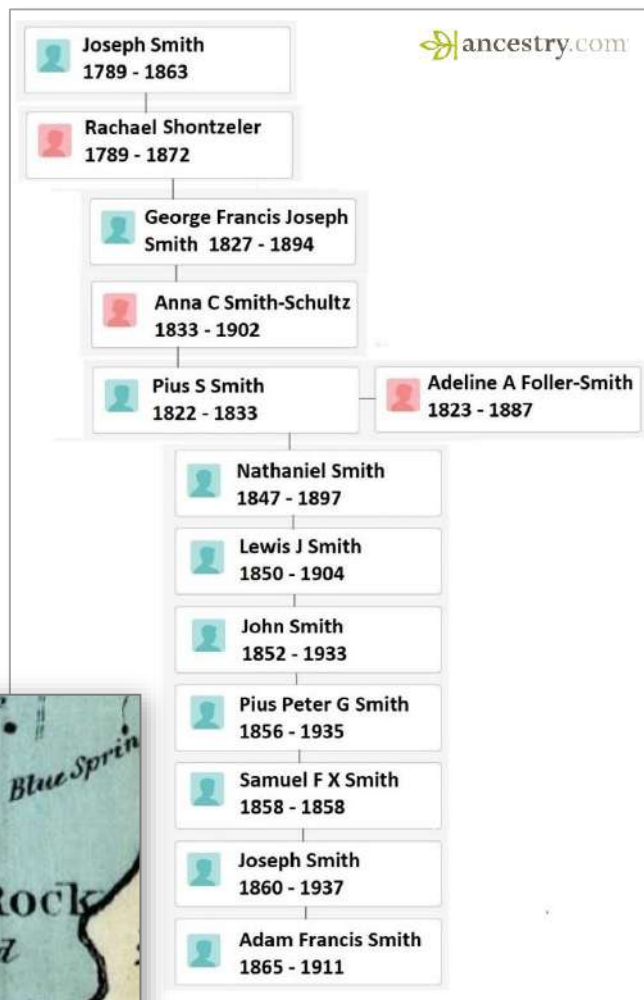 ancestry.com
Joseph Smith
1789 - 1863
Rachael Shontzeler
1789 - 1872
George Francis Joseph
Smith 1827 - 1894
Anna C Smith-Schultz
1833 - 1902
Pius S Smith
1822 - 1833
Adeline A Foller-Smith
1823 - 1887
Nathaniel Smith
1847 - 1897
Lewis J Smith
1850 - 1904
John Smith
1852 - 1933
Pius Peter G Smith
1856 - 1935
Samuel F X Smith
1858 - 1858
Joseph Smith
1860 - 1937
Adam Francis Smith
1865 - 1911
Blue Sprin
Rock
d